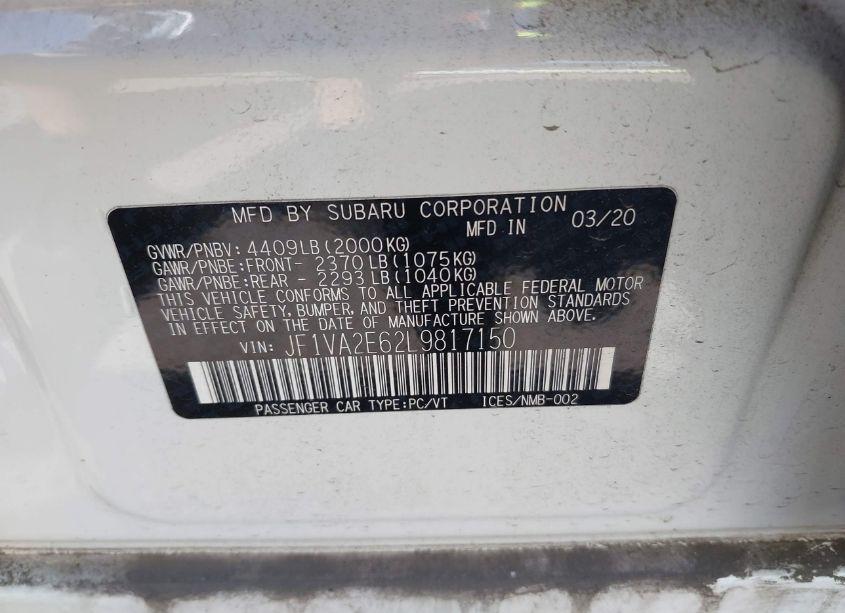 MFD BY SUBARU CORPORATION
MFD IN 03/20
GVWR/PNBV: 4409LB(2000KG)
GAWR/PNBE:FRONT- 2370LB(1075KG)
GAWR/PNBE:REAR - 2293LB(1040KG)
THIS VEHICLE CONFORMS TO ALL APPLICABLE FEDERAL MOTOR
VEHICLE SAFETY, BUMPER, AND THEFT PREVENTION STANDARDS
IN EFFECT ON THE DATE OF MANUFACTURE SHOWN ABOVE.
VIN: JF1VA2E62L9817150
PASSENGER CAR TYPE:PC/VT ICES/NMB-002